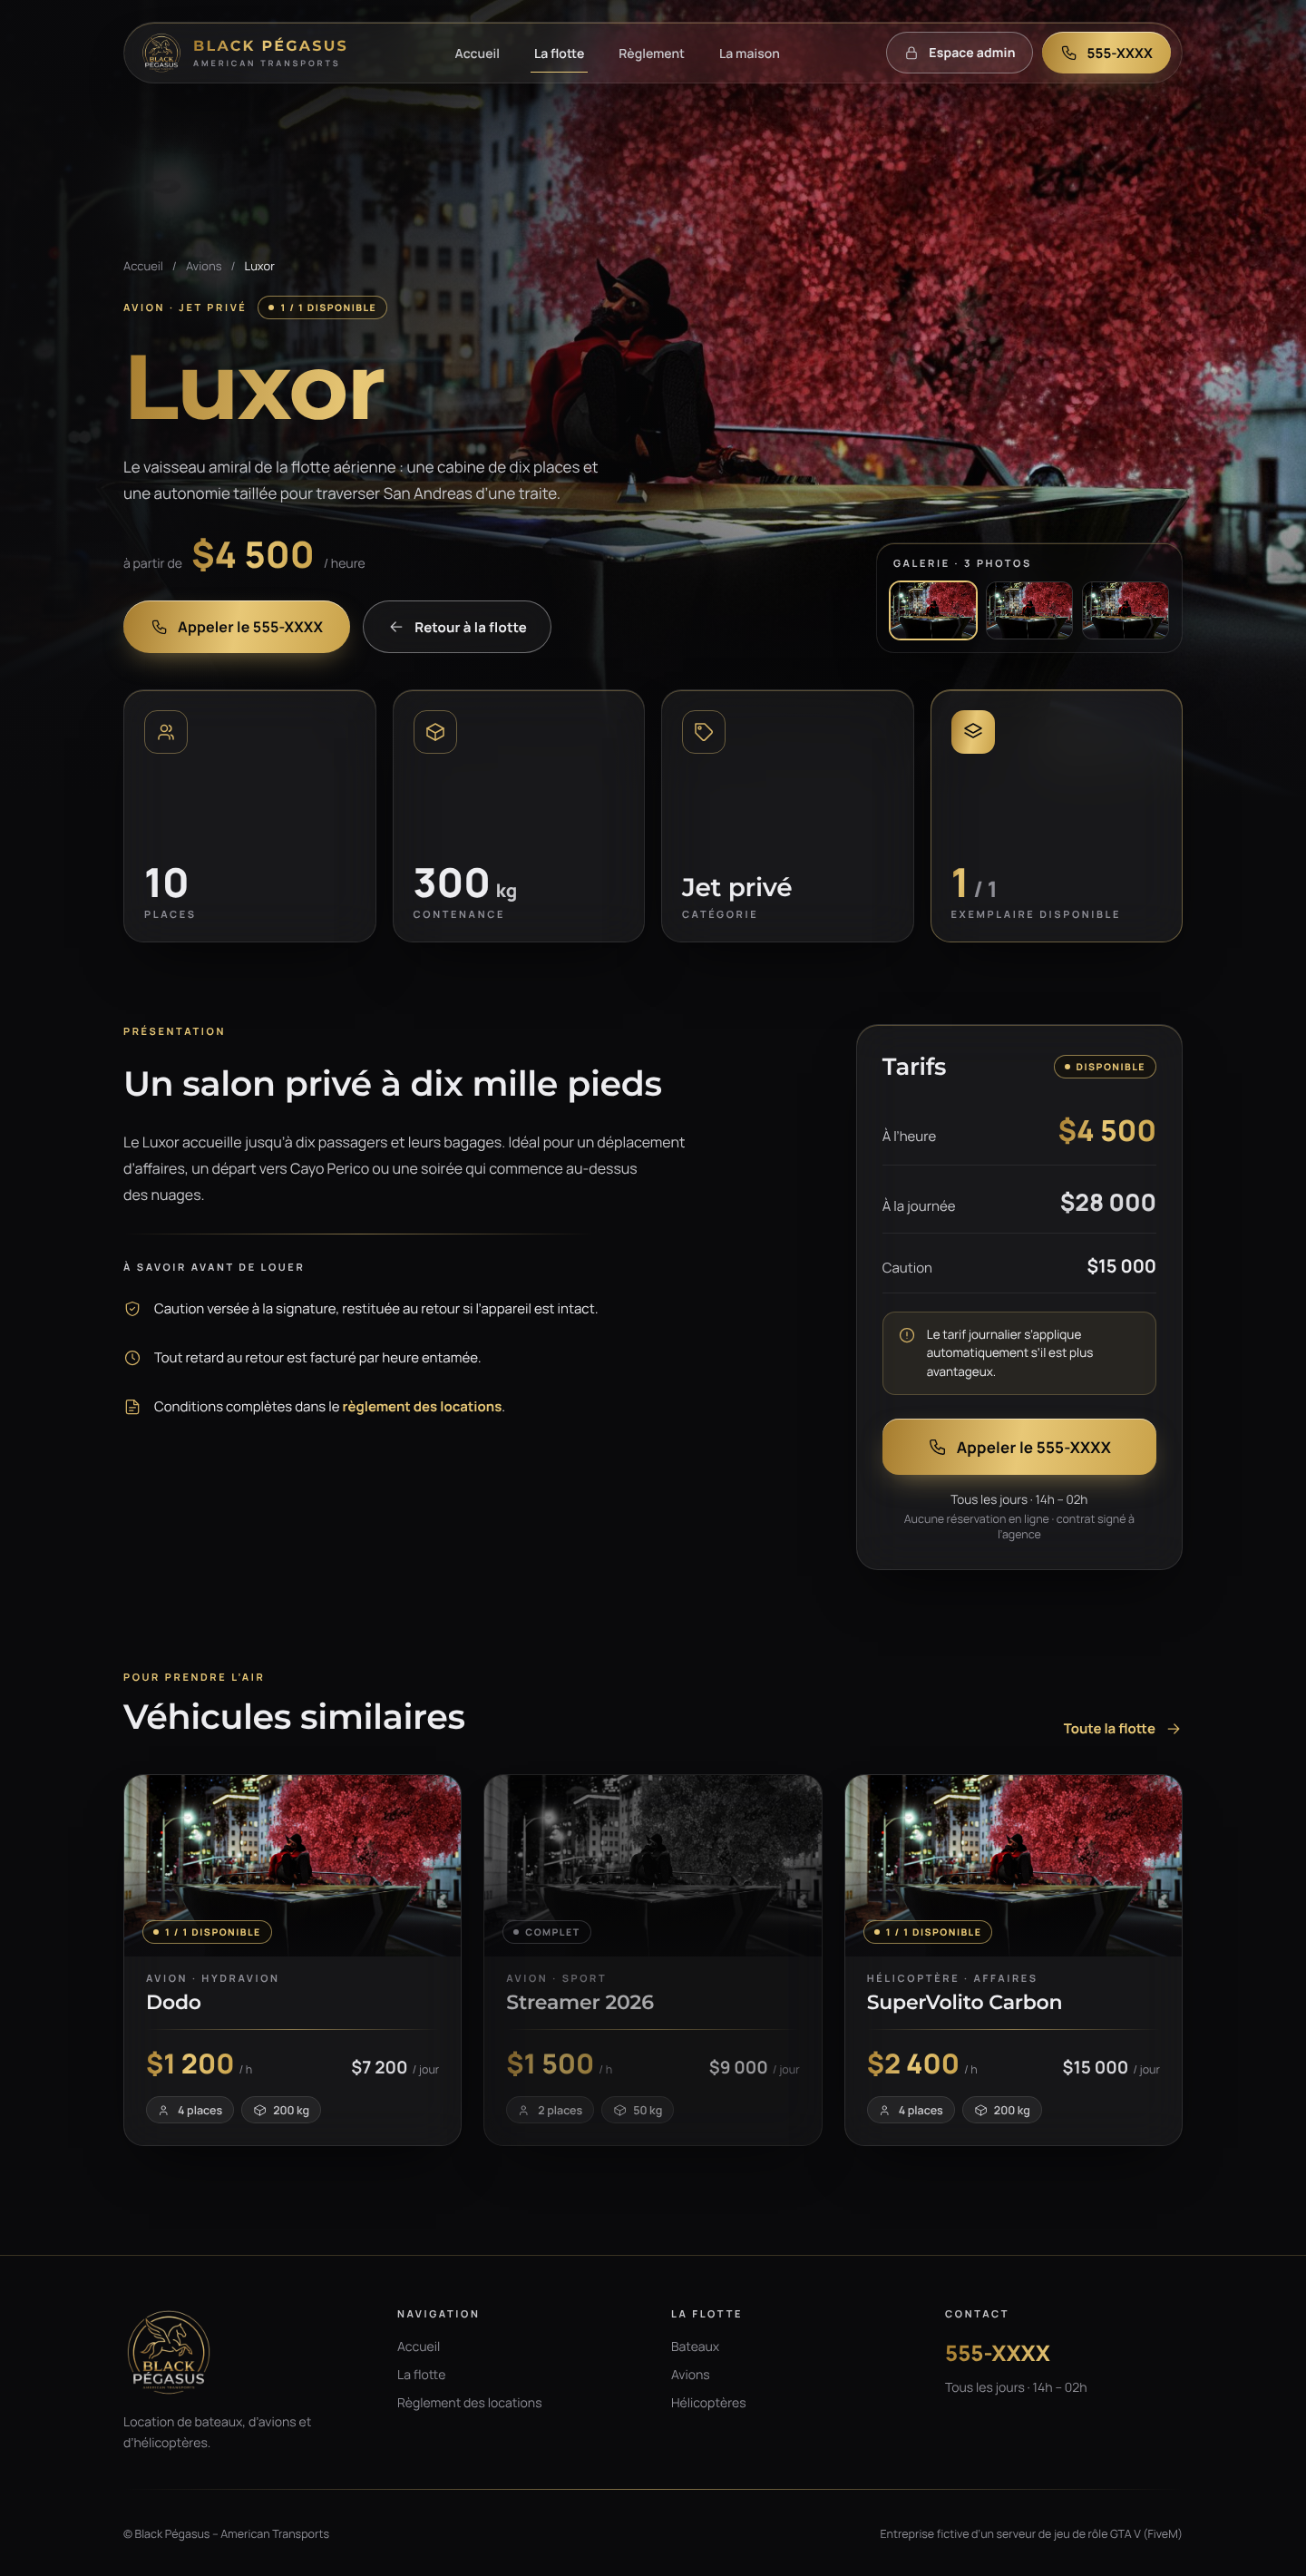 BLACK PÉGASUS
AMERICAN TRANSPORTS
Accueil
La flotte
Règlement
La maison
Espace admin
555-XXXX
Accueil / Avions / Luxor
AVION · JET PRIVÉ
1 / 1 DISPONIBLE
Luxor
Le vaisseau amiral de la flotte aérienne : une cabine de dix places et
une autonomie taillée pour traverser San Andreas d'une traite.
à partir de $4 500 / heure
Appeler le 555-XXXX
Retour à la flotte
GALERIE · 3 PHOTOS
10
PLACES
300 kg
CONTENANCE
Jet privé
CATÉGORIE
1 / 1
EXEMPLAIRE DISPONIBLE
PRÉSENTATION
Un salon privé à dix mille pieds
Le Luxor accueille jusqu'à dix passagers et leurs bagages. Idéal pour un déplacement
d'affaires, un départ vers Cayo Perico ou une soirée qui commence au-dessus
des nuages.
À SAVOIR AVANT DE LOUER
Caution versée à la signature, restituée au retour si l'appareil est intact.
Tout retard au retour est facturé par heure entamée.
Conditions complètes dans le règlement des locations.
Tarifs
DISPONIBLE
À l'heure
$4 500
À la journée
$28 000
Caution
$15 000
Le tarif journalier s'applique
automatiquement s'il est plus
avantageux.
Appeler le 555-XXXX
Tous les jours · 14h – 02h
Aucune réservation en ligne · contrat signé à
l'agence
POUR PRENDRE L'AIR
Véhicules similaires
Toute la flotte
1 / 1 DISPONIBLE
AVION · HYDRAVION
Dodo
$1 200 / h
$7 200 / jour
4 places
200 kg
COMPLET
AVION · SPORT
Streamer 2026
$1 500 / h
$9 000 / jour
2 places
50 kg
1 / 1 DISPONIBLE
HÉLICOPTÈRE · AFFAIRES
SuperVolito Carbon
$2 400 / h
$15 000 / jour
4 places
200 kg
BLACK
PÉGASUS
AMERICAN TRANSPORTS
Location de bateaux, d'avions et
d'hélicoptères.
NAVIGATION
Accueil
La flotte
Règlement des locations
LA FLOTTE
Bateaux
Avions
Hélicoptères
CONTACT
555-XXXX
Tous les jours · 14h – 02h
© Black Pégasus – American Transports
Entreprise fictive d'un serveur de jeu de rôle GTA V (FiveM)